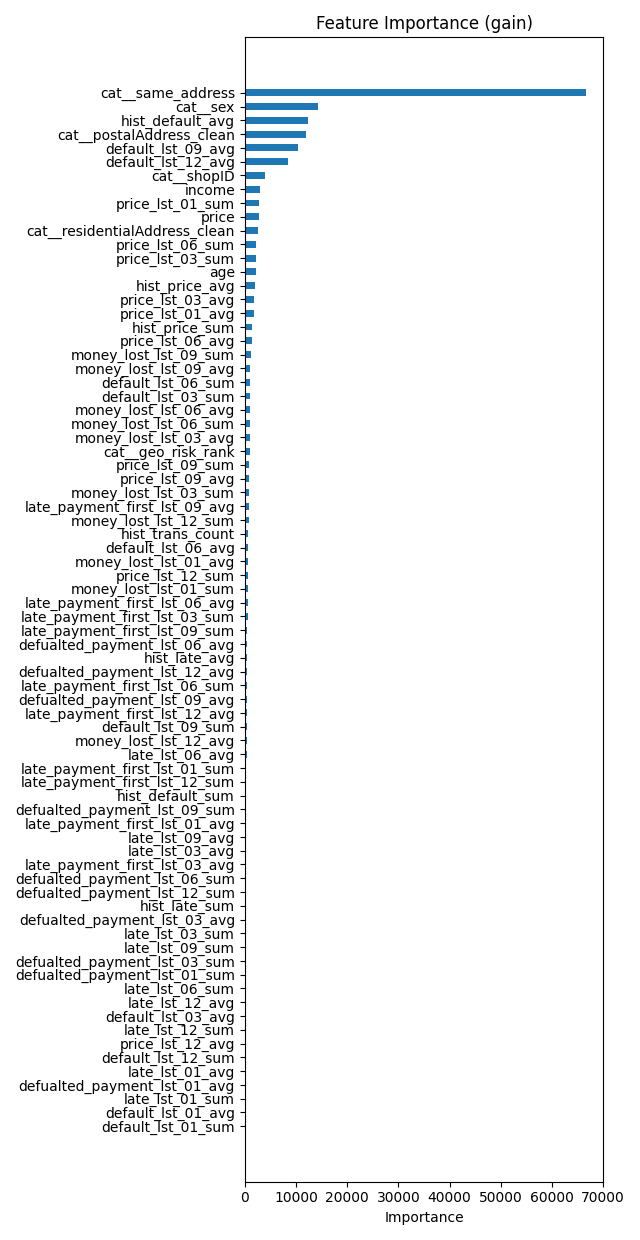 Feature Importance (gain)
cat__same_address
cat__sex
hist_default_avg
cat__postalAddress_clean
default_lst_09_avg
default_lst_12_avg
cat__shopID
income
price_lst_01_sum
price
cat__residentialAddress_clean
price_lst_06_sum
price_lst_03_sum
age
hist_price_avg
price_lst_03_avg
price_lst_01_avg
hist_price_sum
price_lst_06_avg
money_lost_lst_09_sum
money_lost_lst_09_avg
default_lst_06_sum
default_lst_03_sum
money_lost_lst_06_avg
money_lost_lst_06_sum
money_lost_lst_03_avg
cat__geo_risk_rank
price_lst_09_sum
price_lst_09_avg
money_lost_lst_03_sum
late_payment_first_lst_09_avg
money_lost_lst_12_sum
hist_trans_count
default_lst_06_avg
money_lost_lst_01_avg
price_lst_12_sum
money_lost_lst_01_sum
late_payment_first_lst_06_avg
late_payment_first_lst_03_sum
late_payment_first_lst_09_sum
defualted_payment_lst_06_avg
hist_late_avg
defualted_payment_lst_12_avg
late_payment_first_lst_06_sum
defualted_payment_lst_09_avg
late_payment_first_lst_12_avg
default_lst_09_sum
money_lost_lst_12_avg
late_lst_06_avg
late_payment_first_lst_01_sum
late_payment_first_lst_12_sum
hist_default_sum
defualted_payment_lst_09_sum
late_payment_first_lst_01_avg
late_lst_09_avg
late_lst_03_avg
late_payment_first_lst_03_avg
defualted_payment_lst_06_sum
defualted_payment_lst_12_sum
hist_late_sum
defualted_payment_lst_03_avg
late_lst_03_sum
late_lst_09_sum
defualted_payment_lst_03_sum
defualted_payment_lst_01_sum
late_lst_06_sum
late_lst_12_avg
default_lst_03_avg
late_lst_12_sum
price_lst_12_avg
default_lst_12_sum
late_lst_01_avg
defualted_payment_lst_01_avg
late_lst_01_sum
default_lst_01_avg
default_lst_01_sum
0 10000 20000 30000 40000 50000 60000 70000
Importance